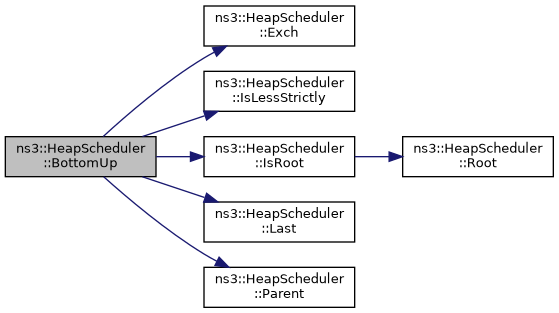 ns3::HeapScheduler
::Exch
ns3::HeapScheduler
::IsLessStrictly
ns3::HeapScheduler
::BottomUp
ns3::HeapScheduler
::IsRoot
ns3::HeapScheduler
::Root
ns3::HeapScheduler
::Last
ns3::HeapScheduler
::Parent